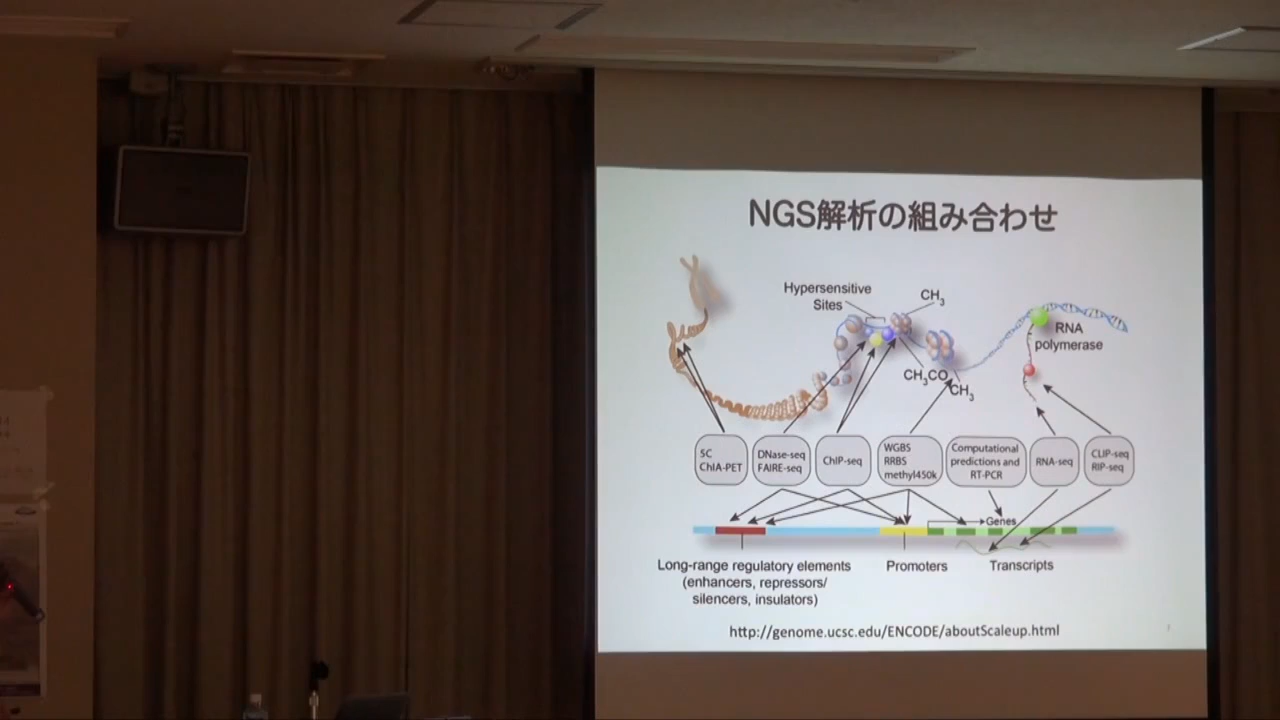 NGS解析の組み合わせ
Hypersensitive
Sites
CH3
RNA
polymerase
CH3CO
CH3
5C
ChIA-PET
DNase-seq
FAIRE-seq
ChIP-seq
WGBS
RRBS
methyl450k
Computational
predictions and
RT-PCR
RNA-seq
CLIP-seq
RIP-seq
Genes
Long-range regulatory elements
(enhancers, repressors/
silencers, insulators)
Promoters
Transcripts
http://genome.ucsc.edu/ENCODE/aboutScaleup.html